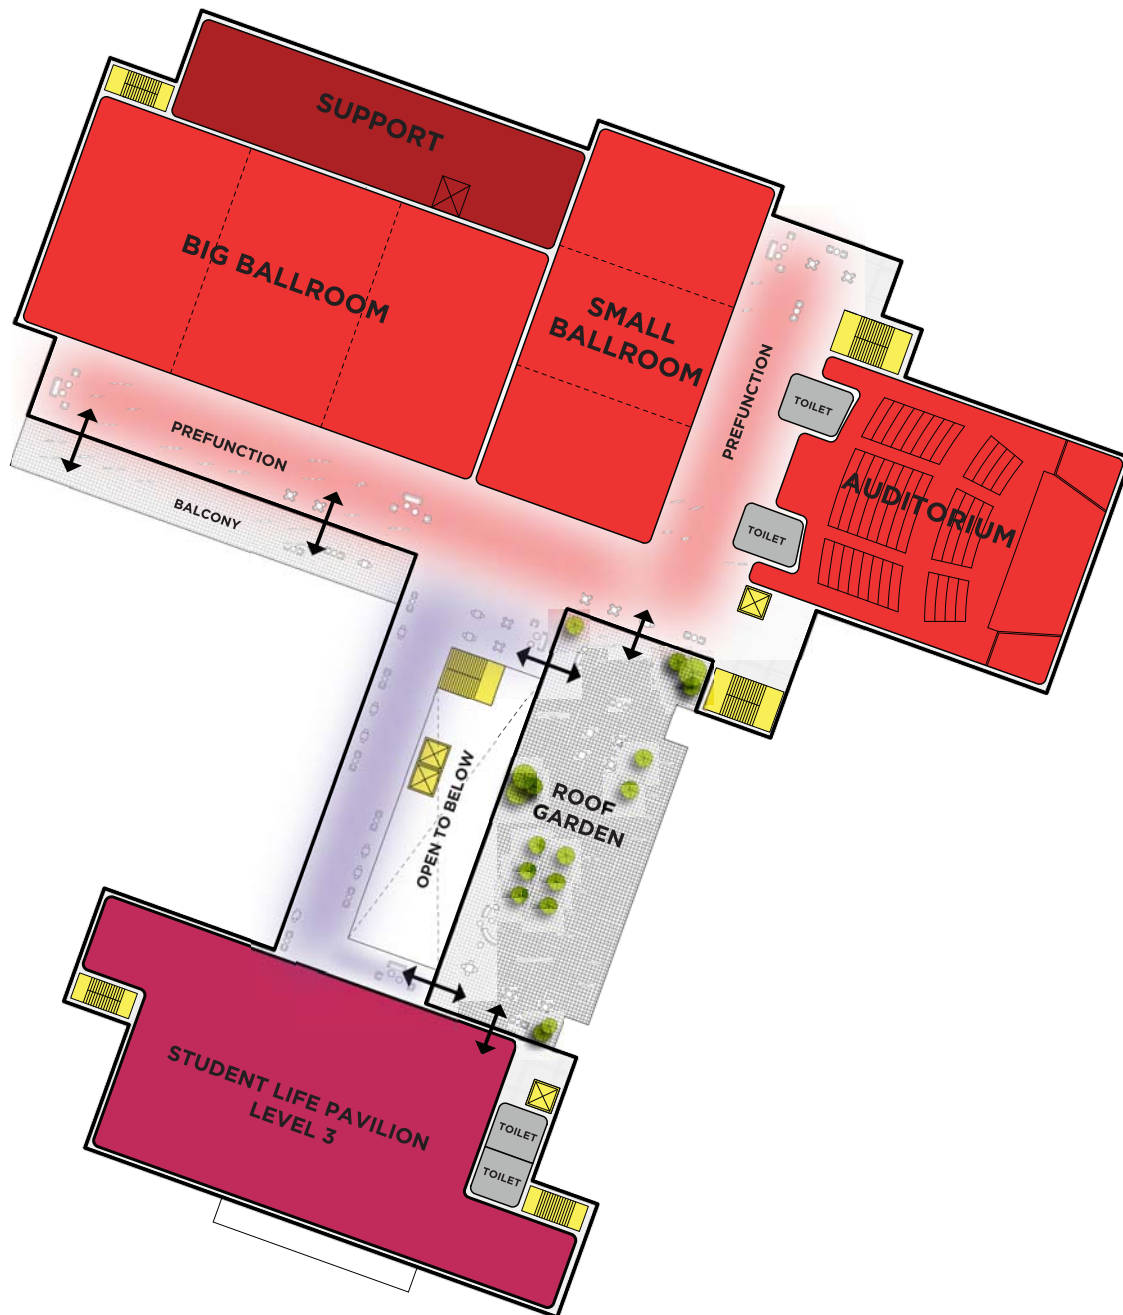 SUPPORT
BIG BALLROOM
SMALL
BALLROOM
PREFUNCTION
TOILET
PREFUNCTION
BALCONY
AUDITORIUM
TOILET
OPEN TO BELOW
ROOF
GARDEN
STUDENT LIFE PAVILION
LEVEL 3
TOILET
TOILET